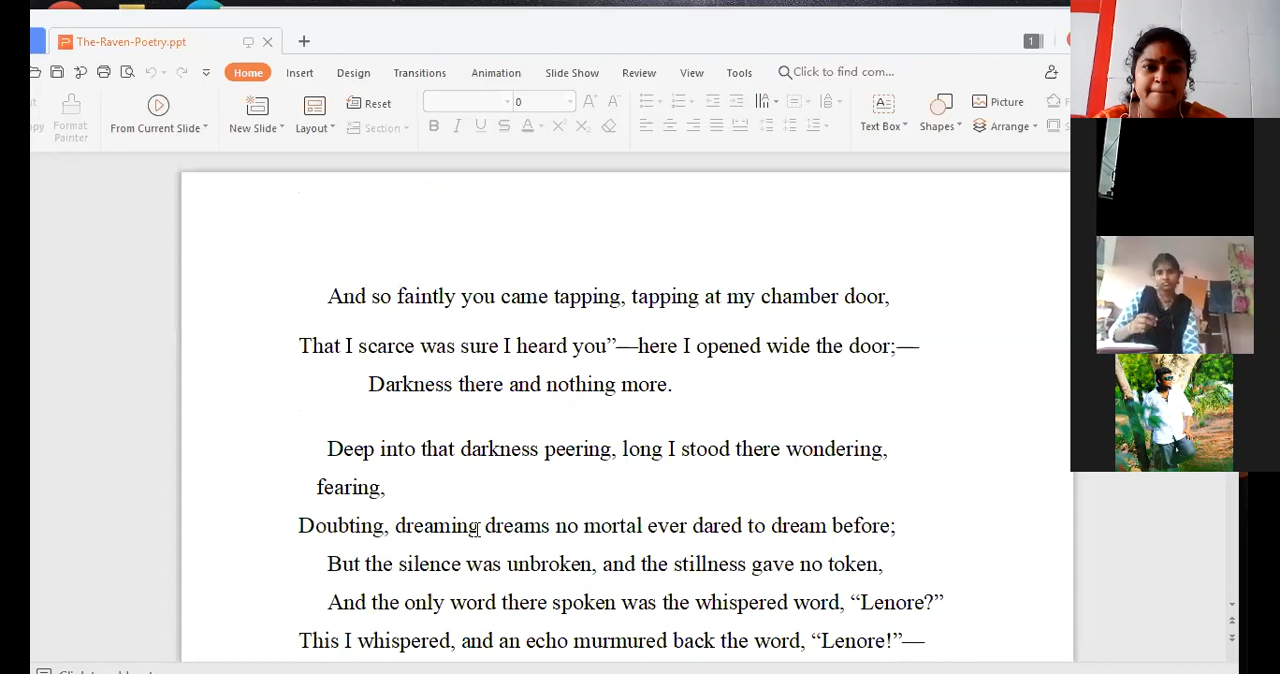 The-Raven-Poetry.ppt
1
Home Insert Design Transitions Animation Slide Show Review View Tools Click to find com...
Format Painter
From Current Slide
New Slide
Layout
Reset
Section
0
B I U S A X² X₂
Text Box
Shapes
Picture
Arrange
And so faintly you came tapping, tapping at my chamber door,
That I scarce was sure I heard you”—here I opened wide the door;—
Darkness there and nothing more.
Deep into that darkness peering, long I stood there wondering,
fearing,
Doubting, dreaming dreams no mortal ever dared to dream before;
But the silence was unbroken, and the stillness gave no token,
And the only word there spoken was the whispered word, “Lenore?”
This I whispered, and an echo murmured back the word, “Lenore!”—